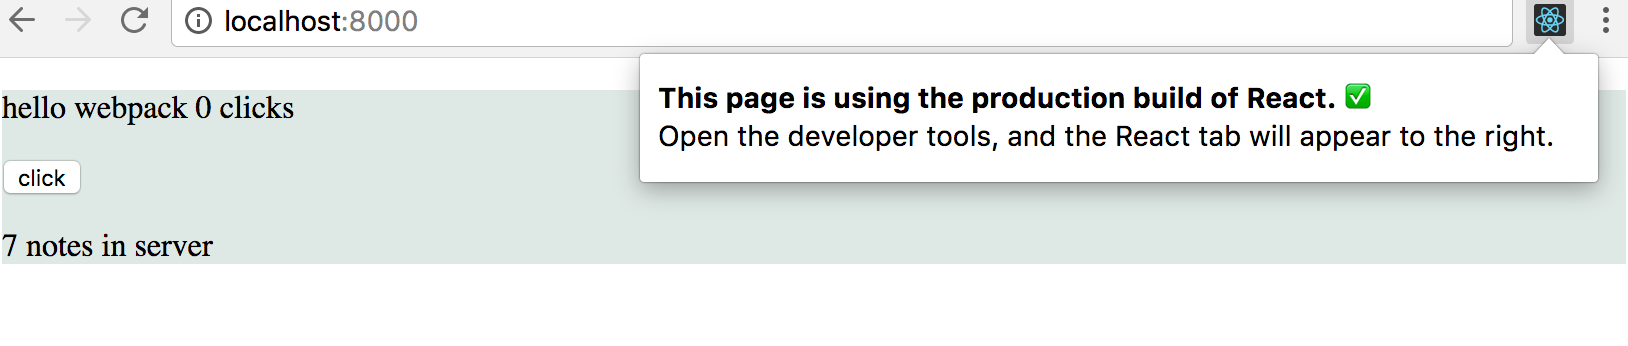 localhost:8000
This page is using the production build of React. ✅
Open the developer tools, and the React tab will appear to the right.
hello webpack 0 clicks
click
7 notes in server